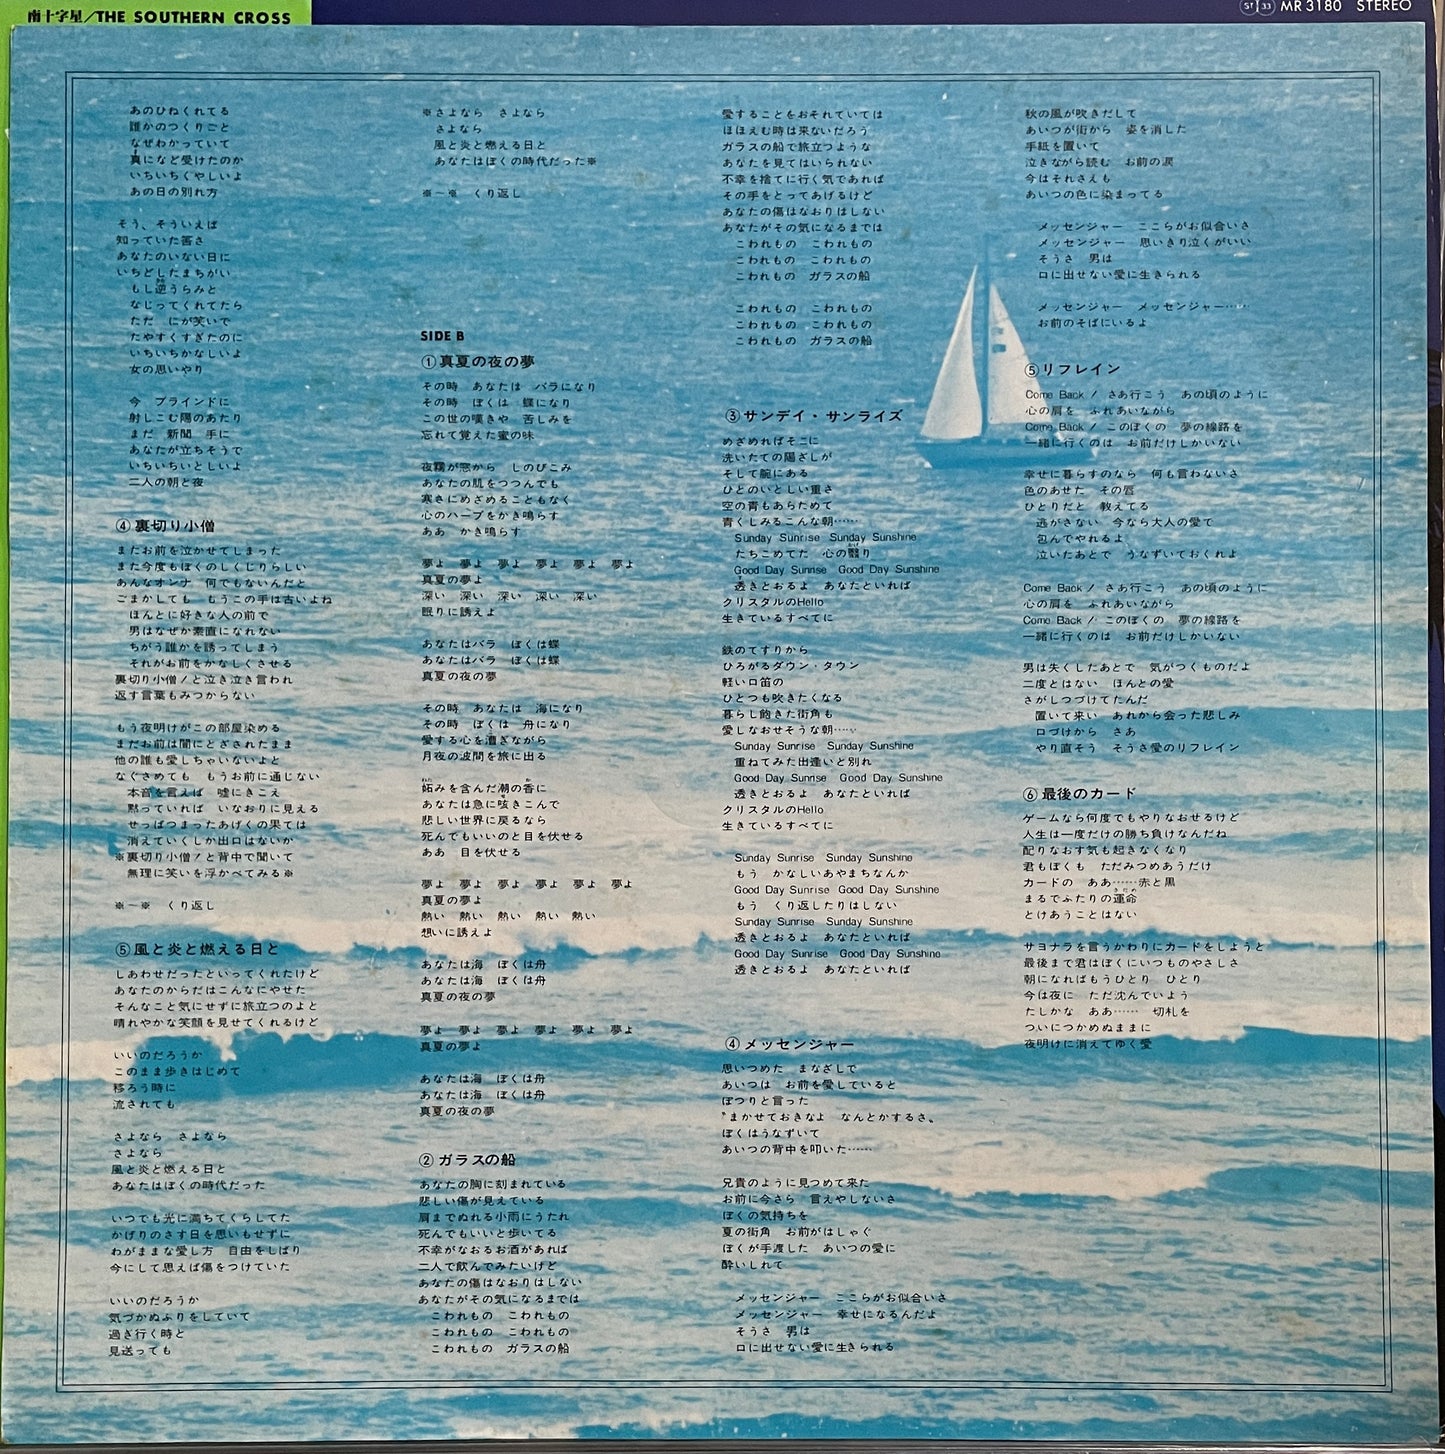 南十字星/THE SOUTHERN CROSS
ST 33 MR 3180 STEREO
あのひねくれてる
誰かのつくりごと
なぜわかっていて
真になど受けたのか
いちいちくやしいよ
あの日の別れ方
そう、そういえば
知っていた筈さ
あなたのいない日に
いちどしたまちがい
もし逆うらみと
なじってくれてたら
ただ にが笑いで
たやすくすぎたのに
いちいちかなしいよ
女の思いやり
今 ブラインドに
射しこむ陽のあたり
まだ 新聞 手に
あなたが立ちそうで
いちいちいとしいよ
二人の朝と夜
④裏切り小僧
またお前を泣かせてしまった
また今度もぼくのしくじりらしい
あんなオンナ 何でもないんだと
ごまかしても もうこの手は古いよね
ほんとに好きな人の前で
男はなぜか素直になれない
ちがう誰かを誘ってしまう
それがお前をかなしくさせる
裏切り小僧!と泣き泣き言われ
返す言葉もみつからない
もう夜明けがこの部屋染める
まだお前は闇にとざされたまま
他の誰も愛しちゃいないよと
なぐさめても もうお前に通じない
本音を言えば 嘘にきこえ
黙っていれば いなおりに見える
せっぱつまったあげくの果ては
消えていくしか出口はないか
※裏切り小僧!と背中で聞いて
無理に笑いを浮かべてみる※
※〜※ くり返し
⑤風と炎と燃える日と
しあわせだったといってくれたけど
あなたのからだはこんなにやせた
そんなこと気にせずに旅立つのよと
晴れやかな笑顔を見せてくれるけど
いいのだろうか
このまま歩きはじめて
移ろう時に
流されても
さよなら さよなら
さよなら
風と炎と燃える日と
あなたはぼくの時代だった
いつでも光に満ちてくらしてた
かげりのさす日を思いもせずに
わがままな愛し方 自由をしばり
今にして思えば傷をつけていた
いいのだろうか
気づかぬふりをしていて
過ぎ行く時と
見送っても
※さよなら さよなら
さよなら
風と炎と燃える日と
あなたはぼくの時代だった※
※〜※ くり返し
SIDE B
①真夏の夜の夢
その時 あなたは バラになり
その時 ぼくは 蝶になり
この世の嘆きや 苦しみを
忘れて覚えた蜜の味
夜霧が窓から しのびこみ
あなたの肌をつつんでも
寒さにめざめることもなく
心のハープをかき鳴らす
ああ かき鳴らす
夢よ 夢よ 夢よ 夢よ 夢よ 夢よ
真夏の夢よ
深い 深い 深い 深い 深い
眠りに誘えよ
あなたはバラ ぼくは蝶
あなたはバラ ぼくは蝶
真夏の夜の夢
その時 あなたは 海になり
その時 ぼくは 舟になり
愛する心を漕ぎながら
月夜の波間を旅に出る
妬みを含んだ潮の香に
あなたは急に咳きこんで
悲しい世界に戻るなら
死んでもいいのと目を伏せる
ああ 目を伏せる
夢よ 夢よ 夢よ 夢よ 夢よ 夢よ
真夏の夢よ
熱い 熱い 熱い 熱い 熱い
想いに誘えよ
あなたは海 ぼくは舟
あなたは海 ぼくは舟
真夏の夜の夢
夢よ 夢よ 夢よ 夢よ 夢よ 夢よ
真夏の夢よ
あなたは海 ぼくは舟
あなたは海 ぼくは舟
真夏の夜の夢
②ガラスの船
あなたの胸に刻まれている
悲しい傷が見えている
肩までぬれる小雨にうたれ
死んでもいいと歩いてる
不幸がなおるお酒があれば
二人で飲んでみたいけど
あなたの傷はなおりはしない
あなたがその気になるまでは
こわれもの こわれもの
こわれもの こわれもの
こわれもの ガラスの船
愛することをおそれていては
ほほえむ時は来ないだろう
ガラスの船で旅立つような
あなたを見てはいられない
不幸を捨てに行く気であれば
その手をとってあげるけど
あなたの傷はなおりはしない
あなたがその気になるまでは
こわれもの こわれもの
こわれもの こわれもの
こわれもの ガラスの船
こわれもの こわれもの
こわれもの こわれもの
こわれもの ガラスの船
③サンデイ・サンライズ
めざめればそこに
洗いたての陽ざしが
そして腕にある
ひとのいとしい重さ
空の青もあらためて
青くしみるこんな朝……
Sunday Sunrise Sunday Sunshine
たちこめてた 心の翳り
Good Day Sunrise Good Day Sunshine
透きとおるよ あなたといれば
クリスタルのHello
生きているすべてに
鉄のてすりから
ひろがるダウン・タウン
軽い口笛の
ひとつも吹きたくなる
暮らし飽きた街角も
愛しなおせそうな朝……
Sunday Sunrise Sunday Sunshine
重ねてみた出逢いと別れ
Good Day Sunrise Good Day Sunshine
透きとおるよ あなたといれば
クリスタルのHello
生きているすべてに
Sunday Sunrise Sunday Sunshine
もう かなしいあやまちなんか
Good Day Sunrise Good Day Sunshine
もう くり返したりはしない
Sunday Sunrise Sunday Sunshine
透きとおるよ あなたといれば
Good Day Sunrise Good Day Sunshine
透きとおるよ あなたといれば
④メッセンジャー
思いつめた まなざしで
あいつは お前を愛していると
ぽつりと言った
〝まかせておきなよ なんとかするさ〟
ぼくはうなずいて
あいつの背中を叩いた……
兄貴のように見つめて来た
お前に今さら 言えやしないさ
ぼくの気持ちを
夏の街角 お前がはしゃぐ
ぼくが手渡した あいつの愛に
酔いしれて
メッセンジャー ここらがお似合いさ
メッセンジャー 幸せになるんだよ
そうさ 男は
口に出せない愛に生きられる
秋の風が吹きだして
あいつが街から 姿を消した
手紙を置いて
泣きながら読む お前の涙
今はそれさえも
あいつの色に染まってる
メッセンジャー ここらがお似合いさ
メッセンジャー 思いきり泣くがいい
そうさ 男は
口に出せない愛に生きられる
メッセンジャー メッセンジャー……
お前のそばにいるよ
⑤リフレイン
Come Back! さあ行こう あの頃のように
心の肩を ふれあいながら
Come Back! このぼくの 夢の線路を
一緒に行くのは お前だけしかいない
幸せに暮らすのなら 何も言わないさ
色のあせた その唇
ひとりだと 教えてる
逃がさない 今なら大人の愛で
包んでやれるよ
泣いたあとで うなずいておくれよ
Come Back! さあ行こう あの頃のように
心の肩を ふれあいながら
Come Back! このぼくの 夢の線路を
一緒に行くのは お前だけしかいない
男は失くしたあとで 気がつくものだよ
二度とはない ほんとの愛
さがしつづけてたんだ
置いて来い あれから会った悲しみ
口づけから さあ
やり直そう そうさ愛のリフレイン
⑥最後のカード
ゲームなら何度でもやりなおせるけど
人生は一度だけの勝ち負けなんだね
配りなおす気も起きなくなり
君もぼくも ただみつめあうだけ
カードの ああ……赤と黒
まるでふたりの運命
とけあうことはない
サヨナラを言うかわりにカードをしようと
最後まで君はぼくにいつものやさしさ
朝になればもうひとり ひとり
今は夜に ただ沈んでいよう
たしかな ああ…… 切札を
ついにつかめぬままに
夜明けに消えてゆく愛